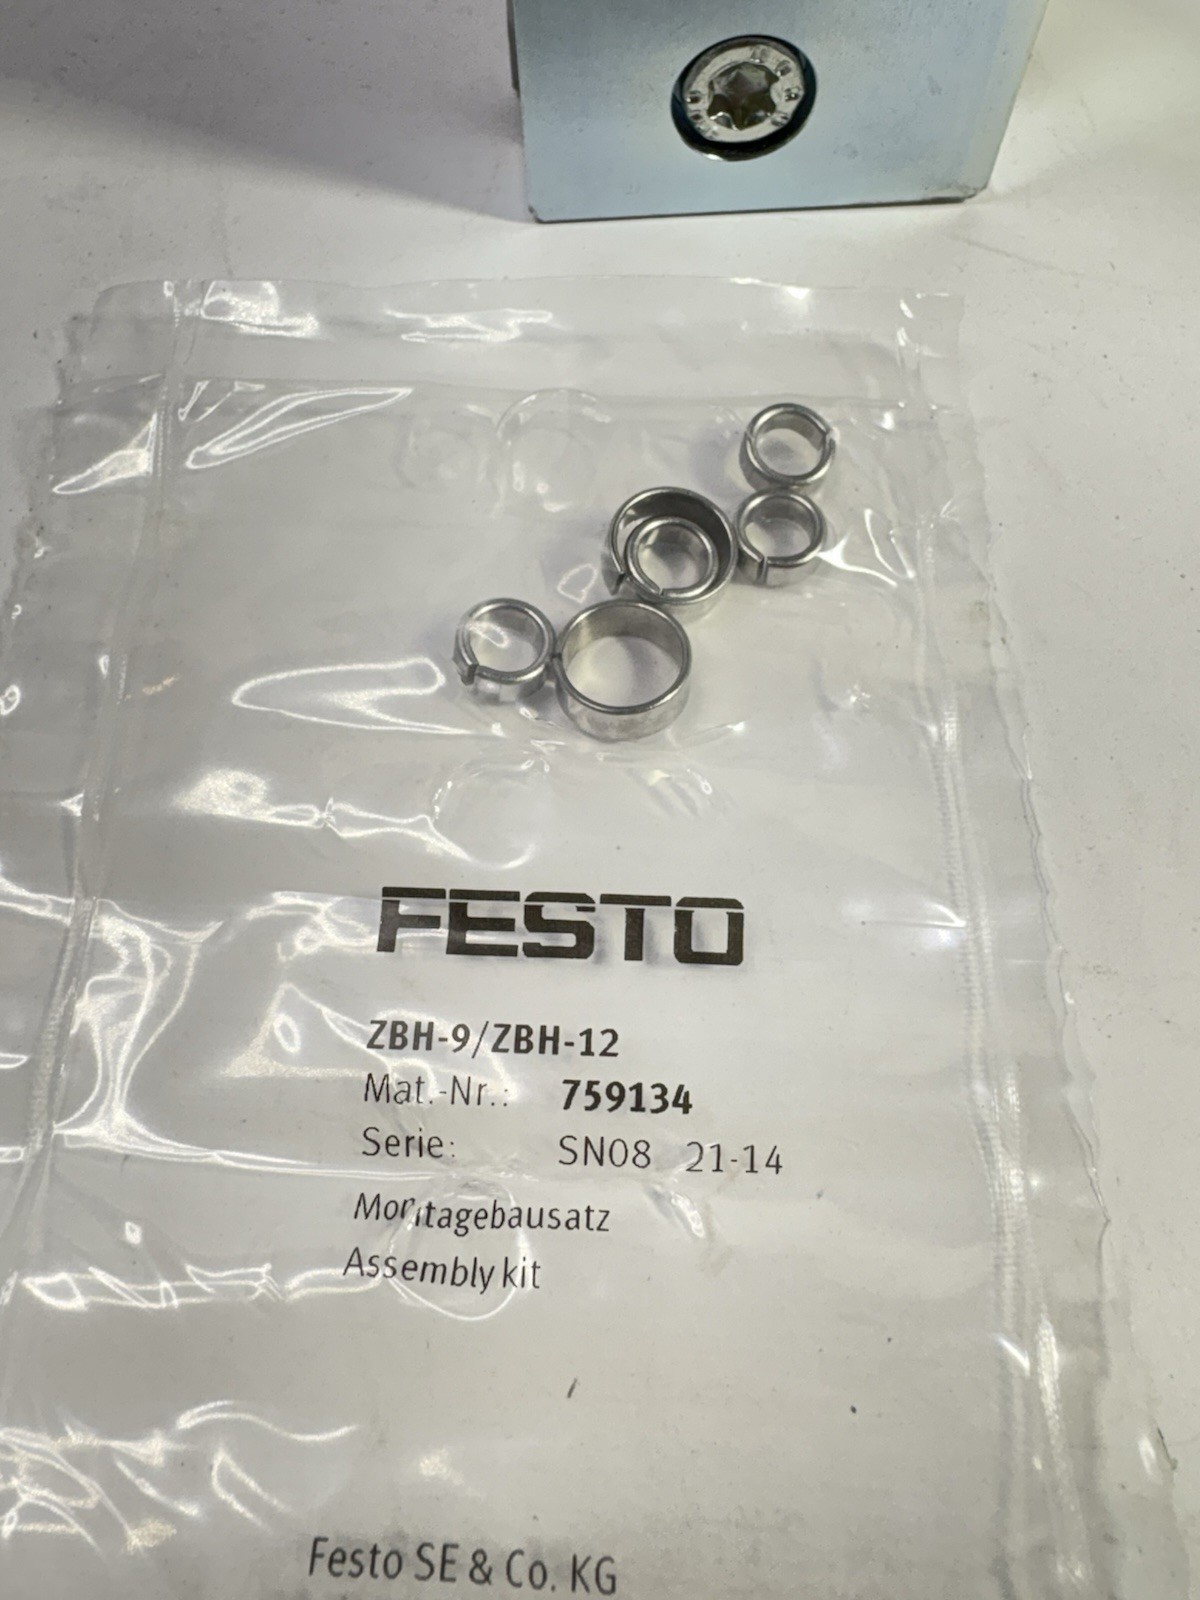 FESTO
ZBH-9/ZBH-12
Mat.-Nr.: 759134
Serie: SN08 21-14
Montagebausatz
Assembly kit
Festo SE & Co. KG